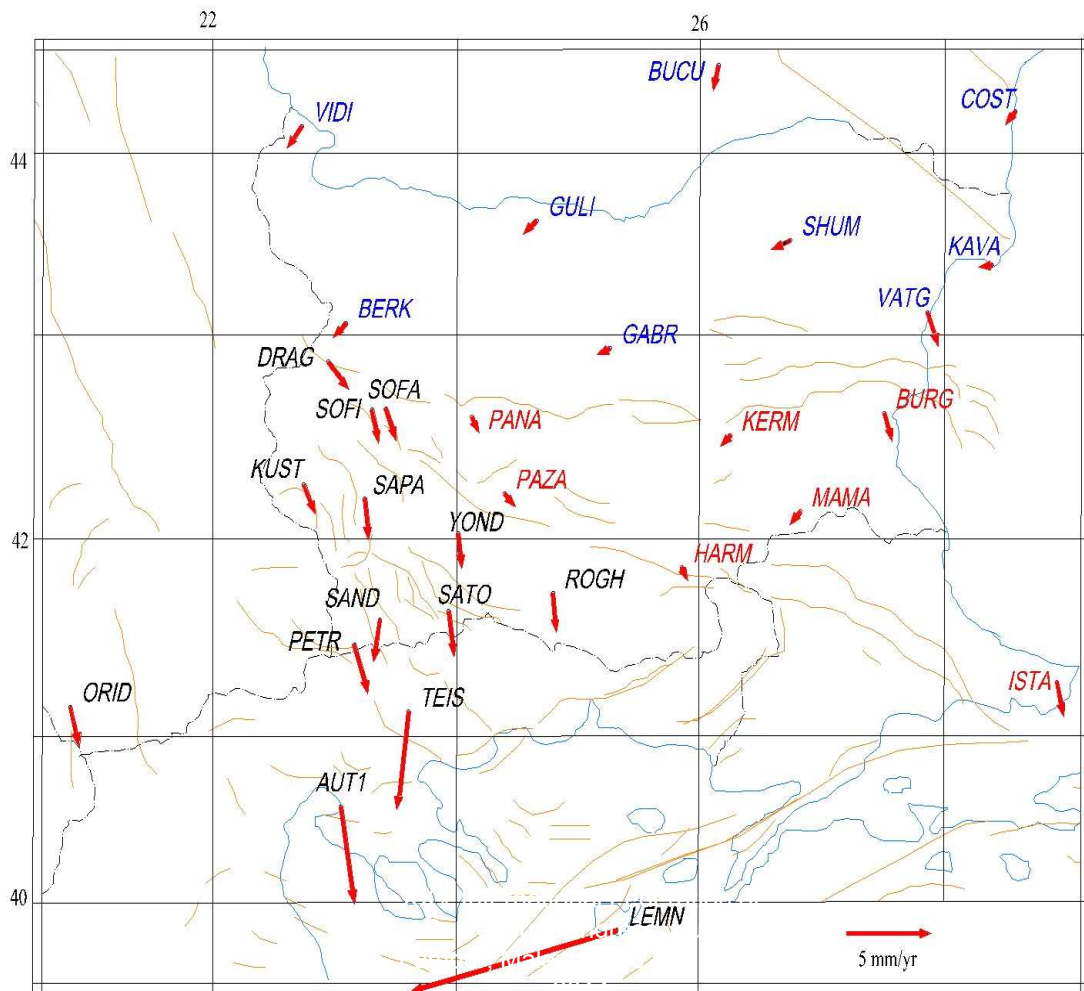 22 26
BUCU
COST
VIDI
44
GULI
SHUM
KAVA
VATG
BERK
GABR
DRAG
SOFA
SOFI
PANA
KERM
BURG
KUST
SAPA
PAZA
MAMA
YOND
42
HARM
ROGH
SAND
SATO
PETR
ORID
TEIS
ISTA
AUT1
40
LEMN
5 mm/yr